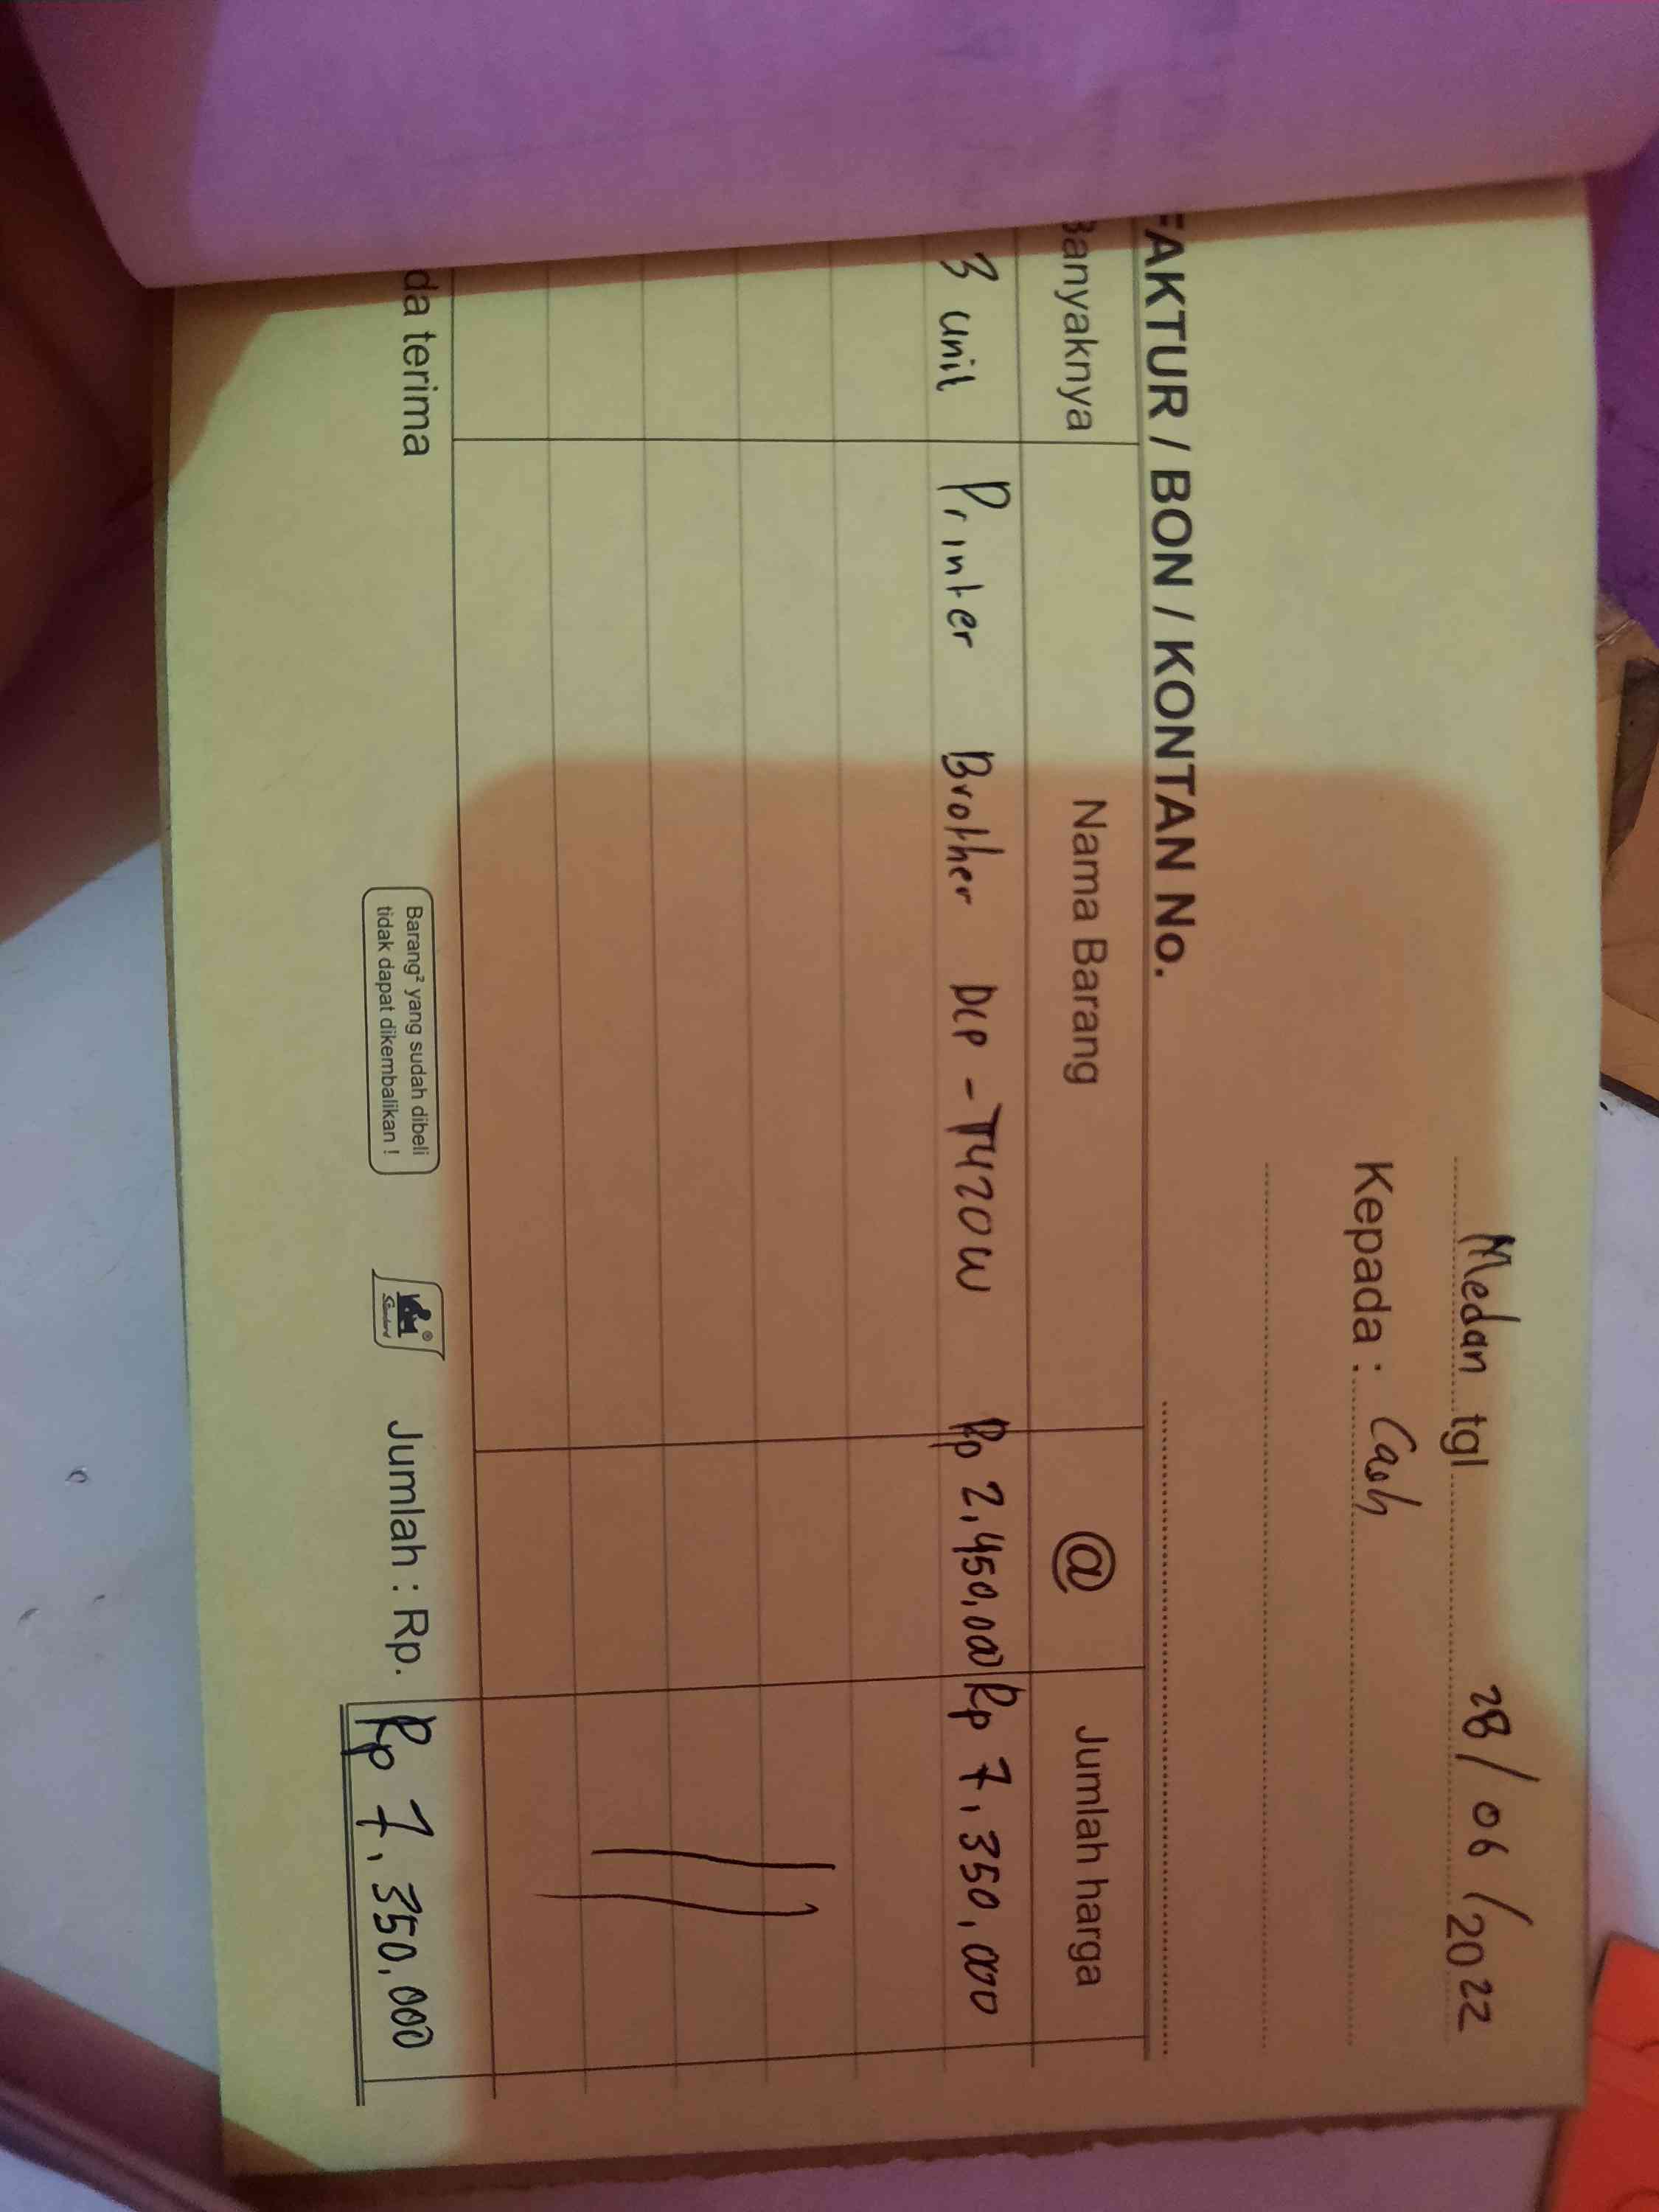 Medan tgl 28/06/2022
Kepada : Cash
FAKTUR / BON / KONTAN No.
Banyaknya Nama Barang @ Jumlah harga
3 unit Printer Brother DCP-T420W Rp 2,450,000 Rp 7,350,000
da terima
Barang² yang sudah dibeli
tidak dapat dikembalikan !
Jumlah : Rp. Rp 7,350,000